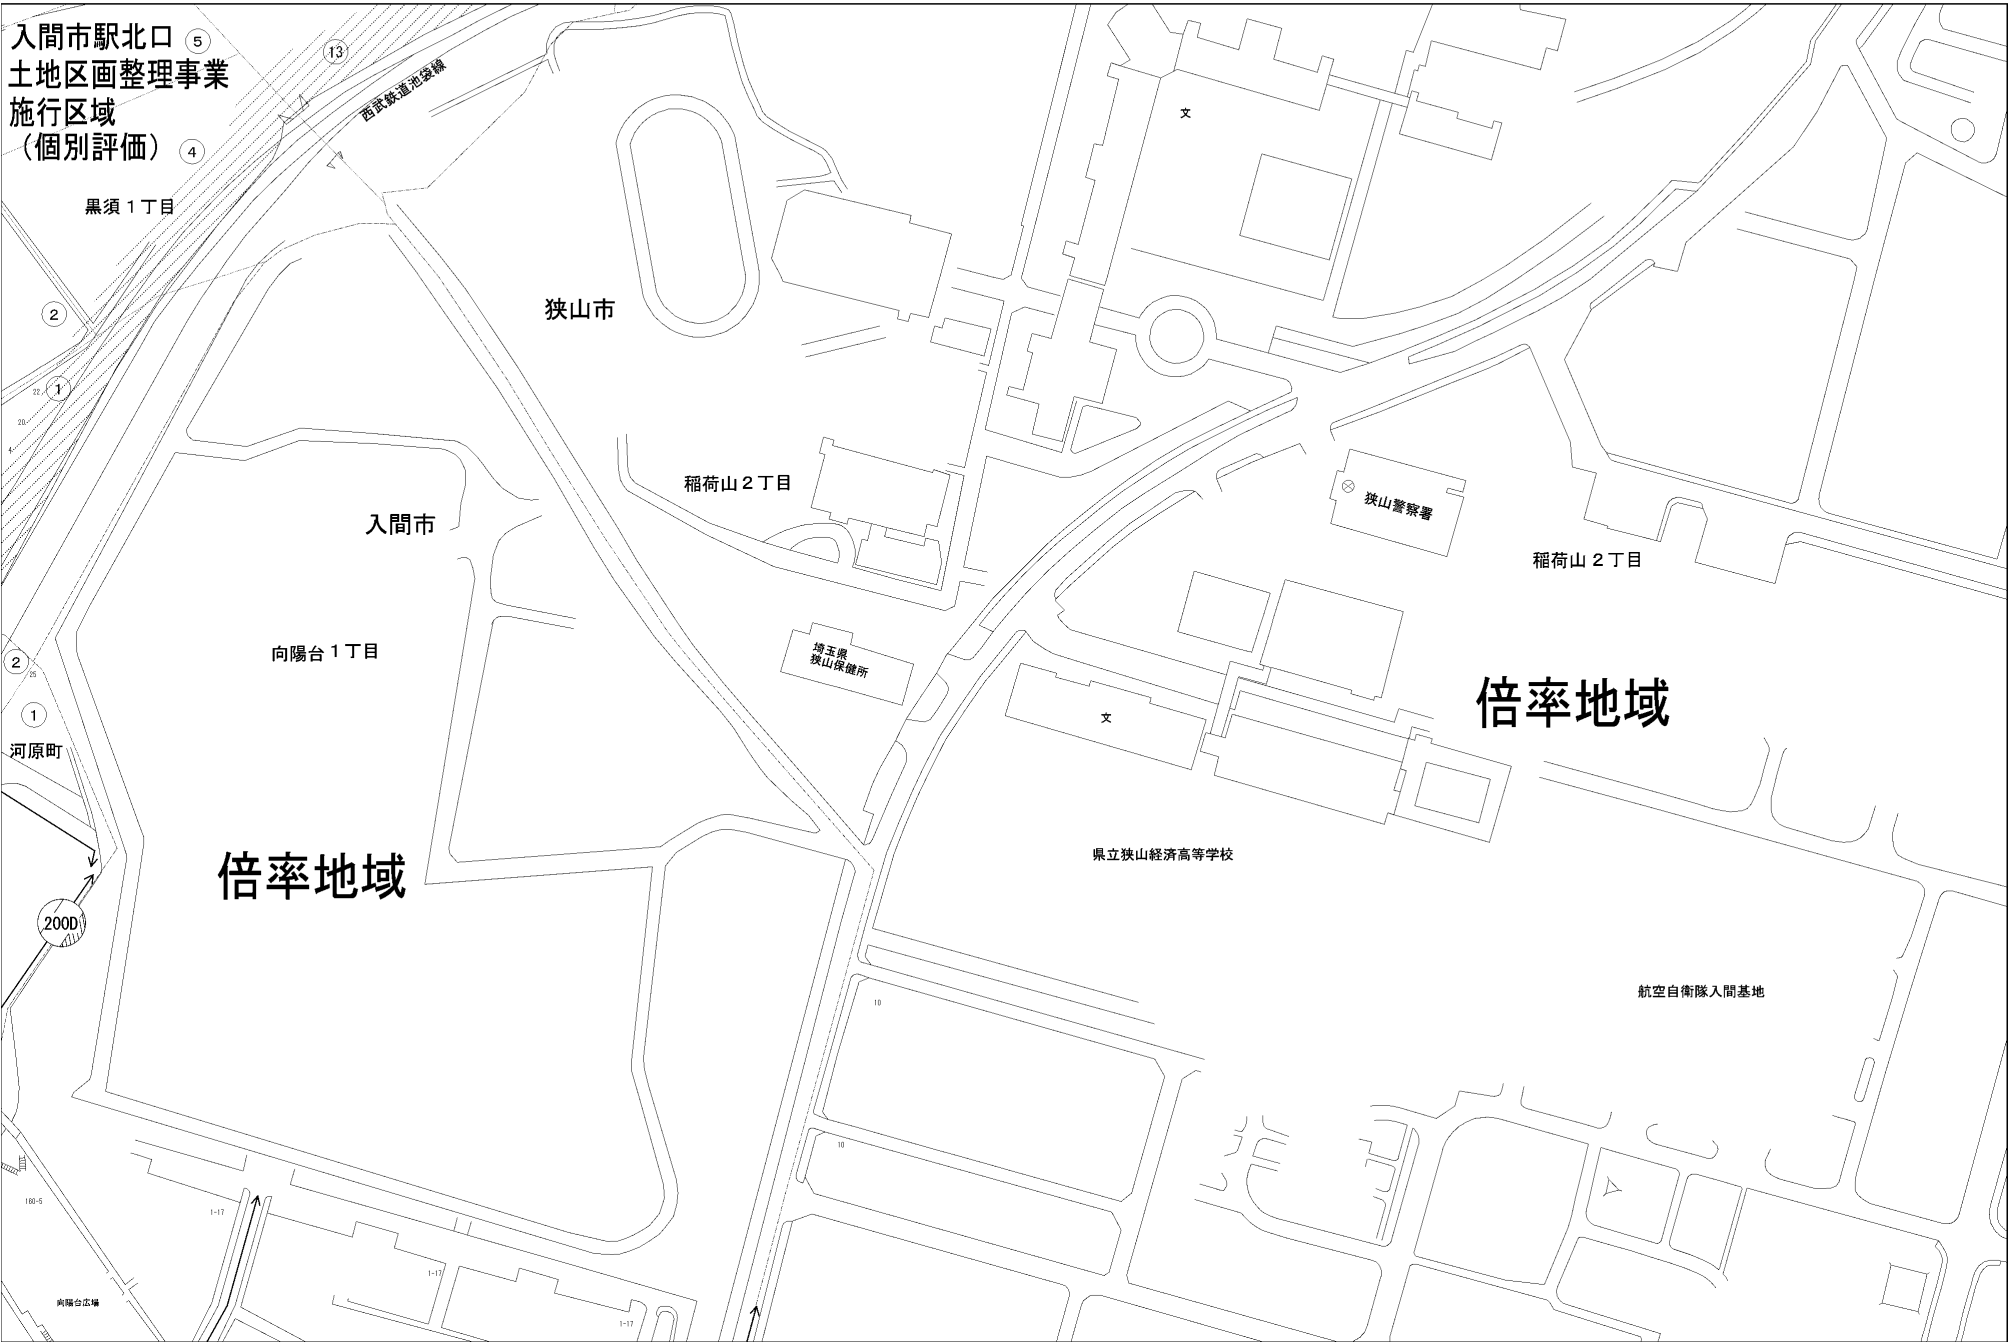 入間市駅北口
土地区画整理事業
施行区域
（個別評価）
5
13
4
西武鉄道池袋線
黒須１丁目
文
2
狭山市
1
22
20
4
稲荷山２丁目
狭山警察署
入間市
稲荷山２丁目
向陽台１丁目
埼玉県
狭山保健所
2
25
1
河原町
文
倍率地域
県立狭山経済高等学校
倍率地域
200D
航空自衛隊入間基地
10
10
160-5
1-17
1-17
向陽台広場
1-17